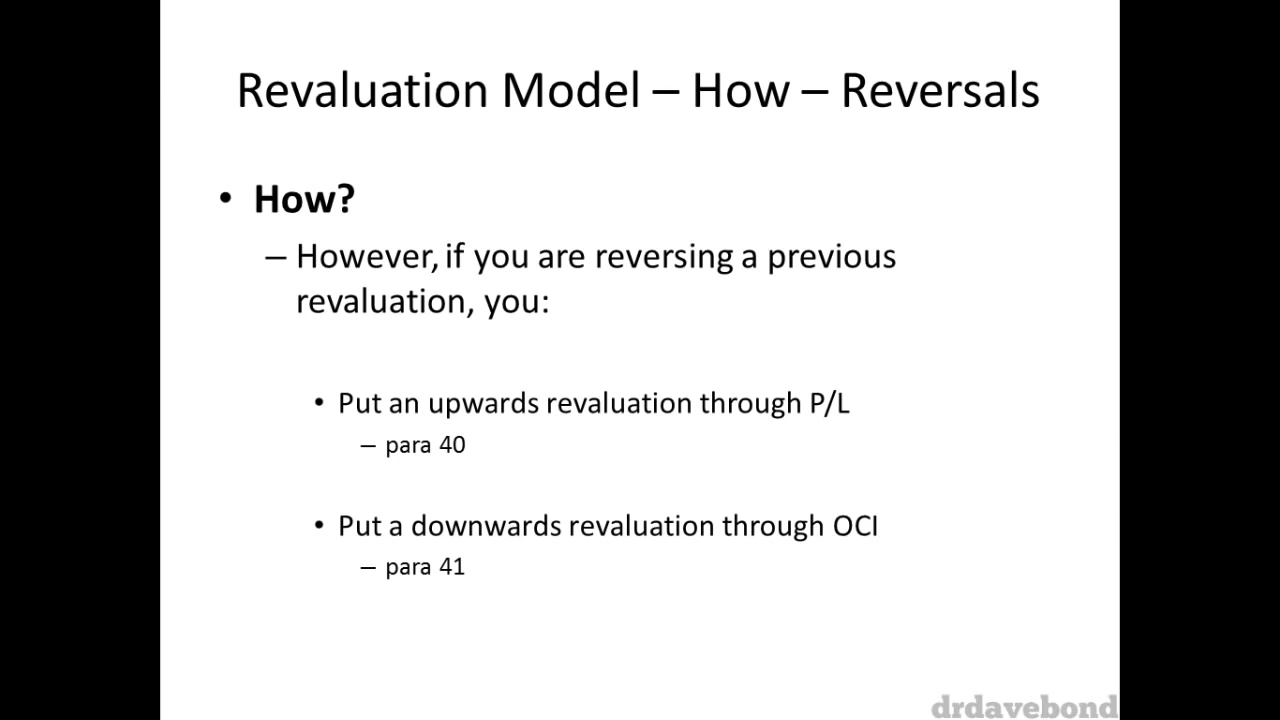 Revaluation Model – How – Reversals
• How?
– However, if you are reversing a previous
revaluation, you:
• Put an upwards revaluation through P/L
– para 40
• Put a downwards revaluation through OCI
– para 41
drdavebond